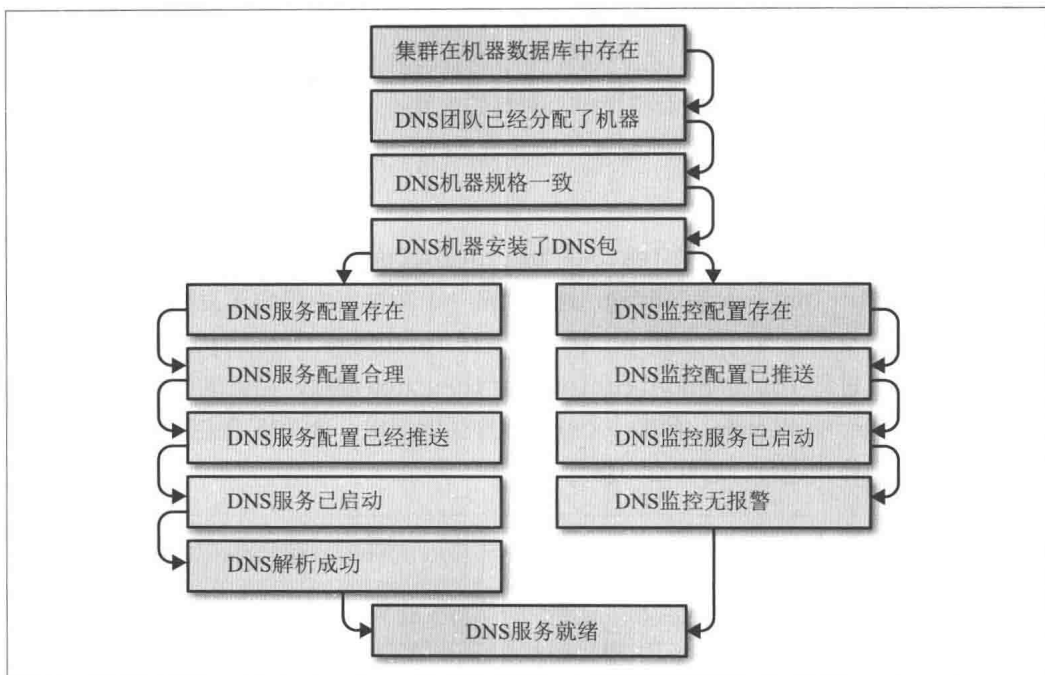 集群在机器数据库中存在
DNS团队已经分配了机器
DNS机器规格一致
DNS机器安装了DNS包
DNS服务配置存在
DNS服务配置合理
DNS服务配置已经推送
DNS服务已启动
DNS解析成功
DNS监控配置存在
DNS监控配置已推送
DNS监控服务已启动
DNS监控无报警
DNS服务就绪